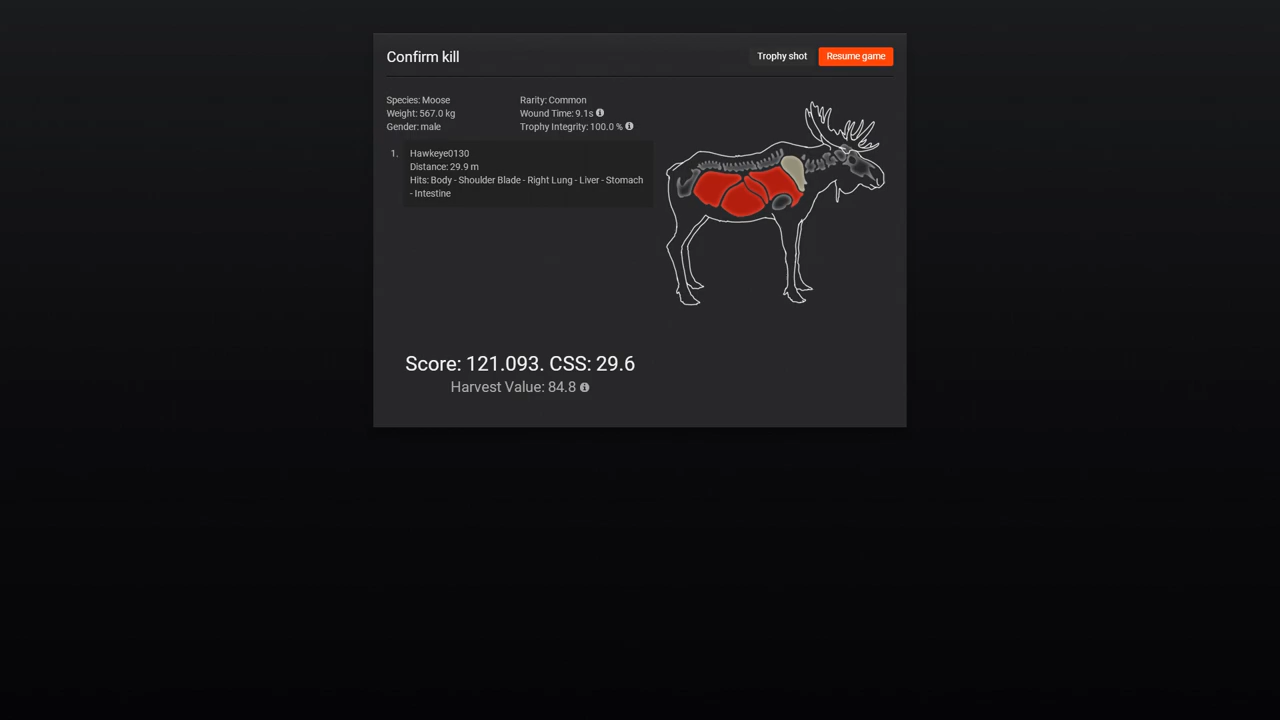 Confirm kill
Trophy shot
Resume game
Species: Moose
Rarity: Common
Weight: 567.0 kg
Wound Time: 9.1s
Gender: male
Trophy Integrity: 100.0 %
1. Hawkeye0130
Distance: 29.9 m
Hits: Body - Shoulder Blade - Right Lung - Liver - Stomach
- Intestine
Score: 121.093. CSS: 29.6
Harvest Value: 84.8